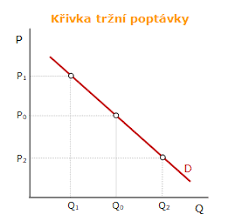 Křivka tržní poptávky
P
P₁
P₀
P₂
D
Q₁ Q₀ Q₂ Q